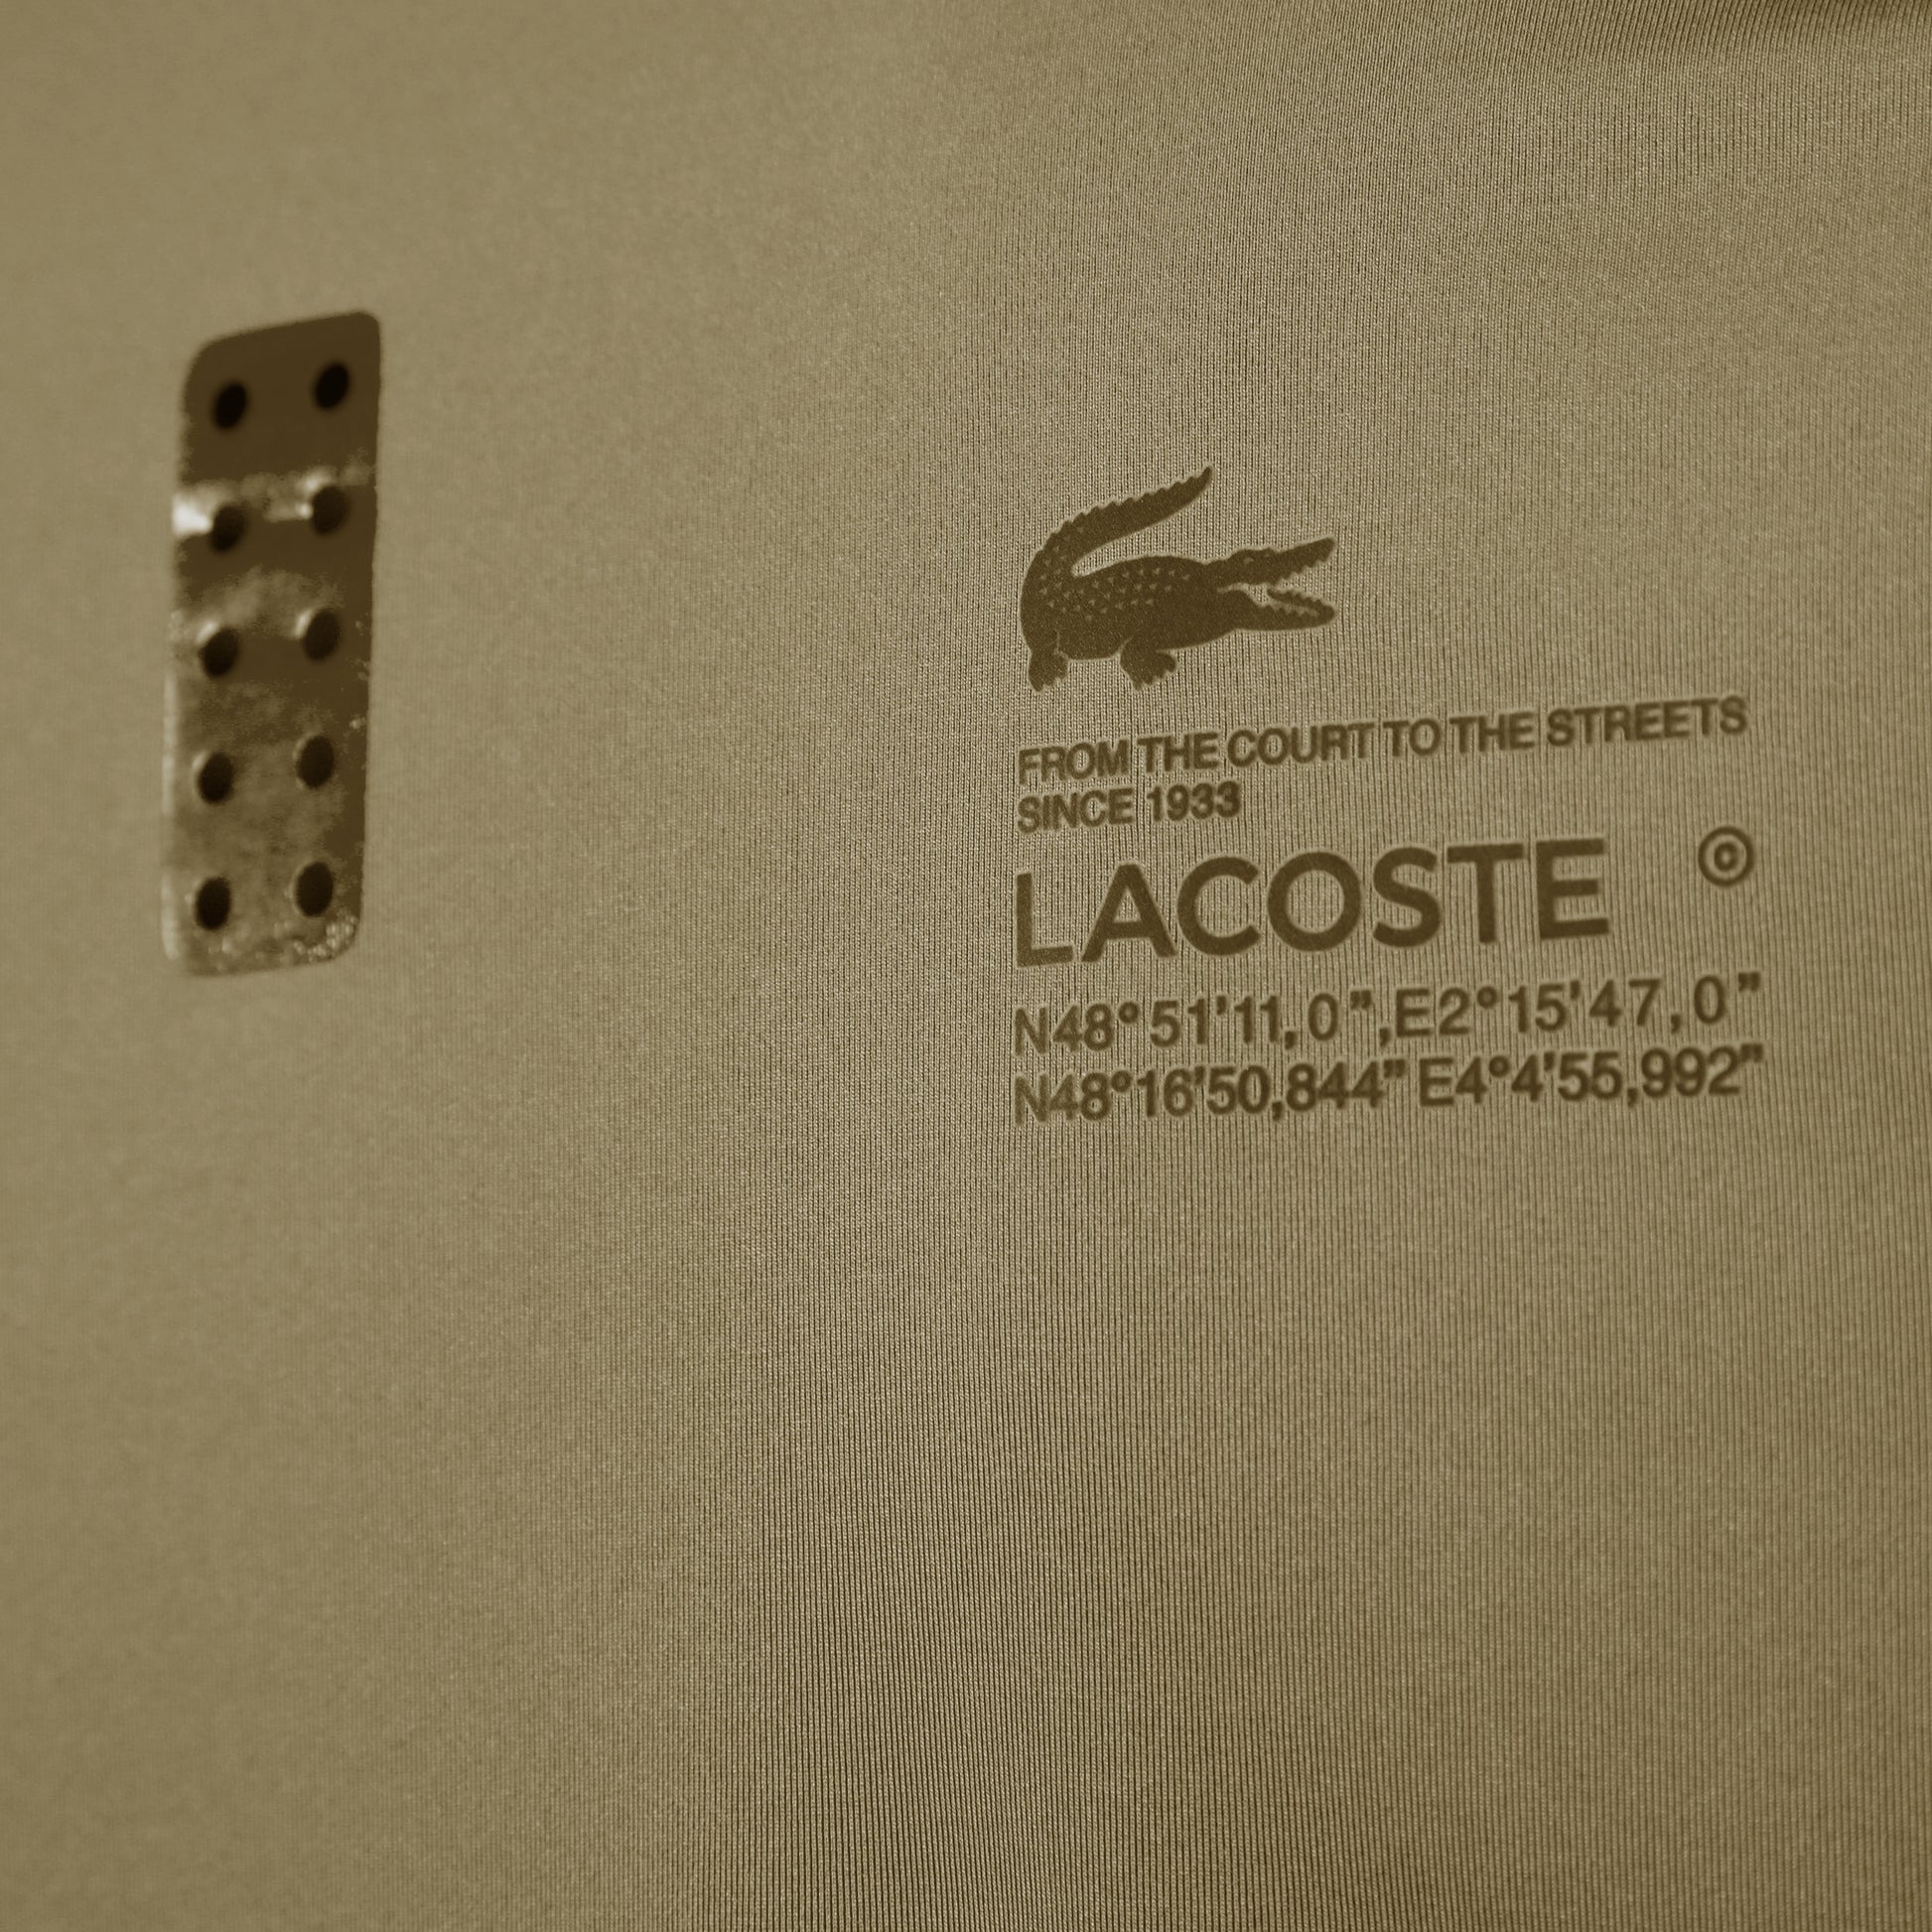 FROM THE COURT TO THE STREETS
SINCE 1933
LACOSTE ©
N48° 51'11, 0 ”,E2° 15'47, 0 ”
N48°16'50,844” E4°4'55,992”